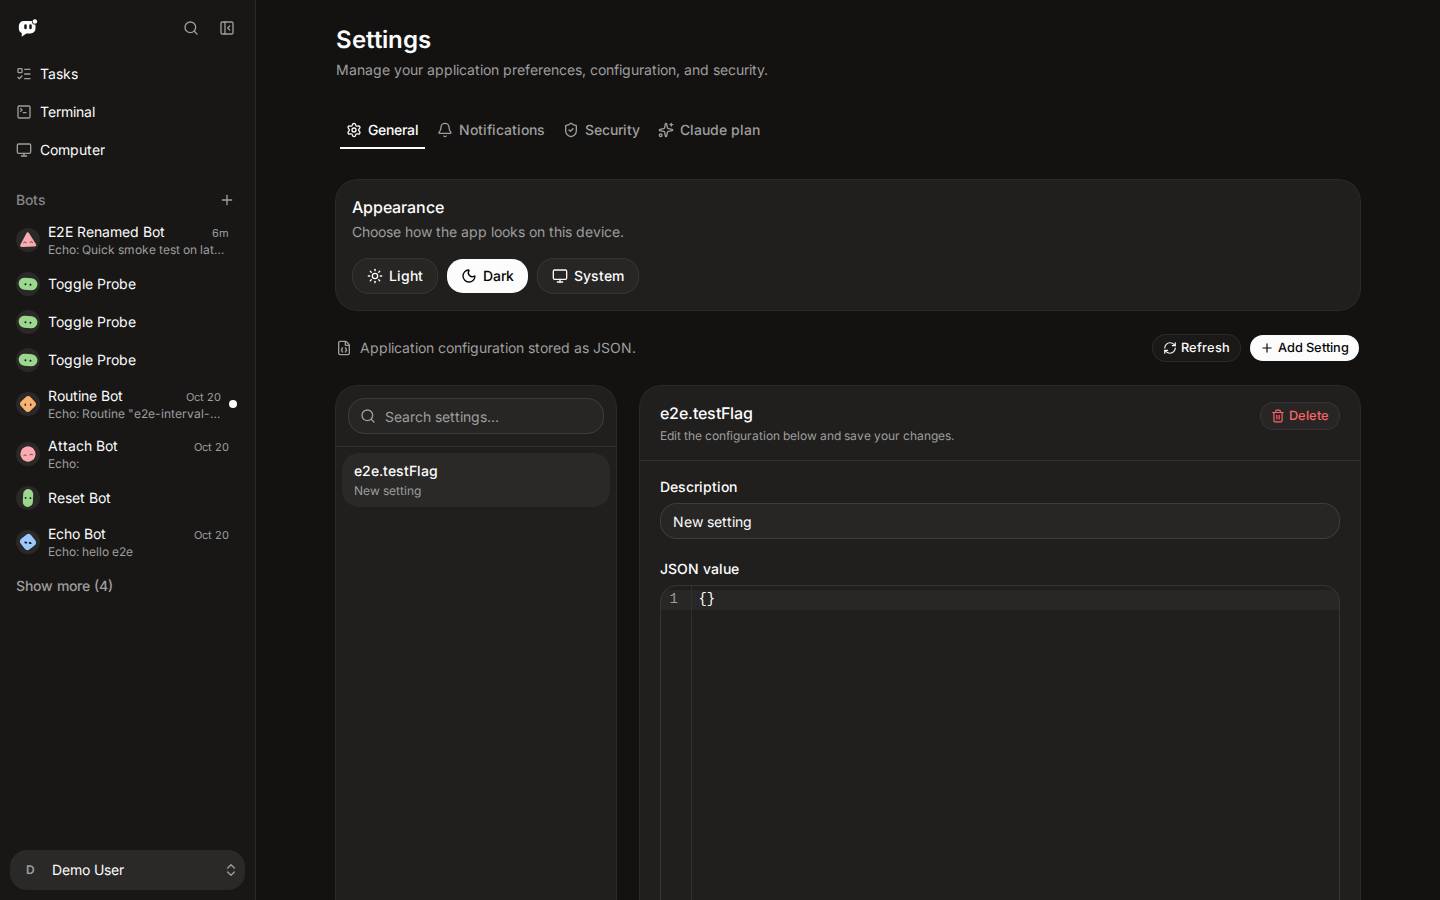 Tasks
Terminal
Computer
Bots
E2E Renamed Bot 6m
Echo: Quick smoke test on lat...
Toggle Probe
Toggle Probe
Toggle Probe
Routine Bot Oct 20
Echo: Routine "e2e-interval-...
Attach Bot Oct 20
Echo:
Reset Bot
Echo Bot Oct 20
Echo: hello e2e
Show more (4)
D Demo User
Settings
Manage your application preferences, configuration, and security.
General Notifications Security Claude plan
Appearance
Choose how the app looks on this device.
Light Dark System
Application configuration stored as JSON.
Refresh Add Setting
Search settings...
e2e.testFlag
New setting
e2e.testFlag
Delete
Edit the configuration below and save your changes.
Description
New setting
JSON value
1 {}